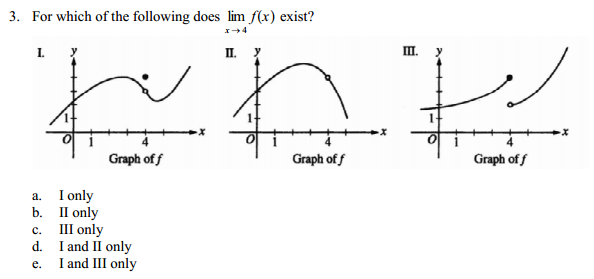 3. For which of the following does lim f(x) exist?
x→4
I. y II. y III. y
1 1 1
x x x
O 1 4 O 1 4 O 1 4
Graph of f Graph of f Graph of f
a. I only
b. II only
c. III only
d. I and II only
e. I and III only